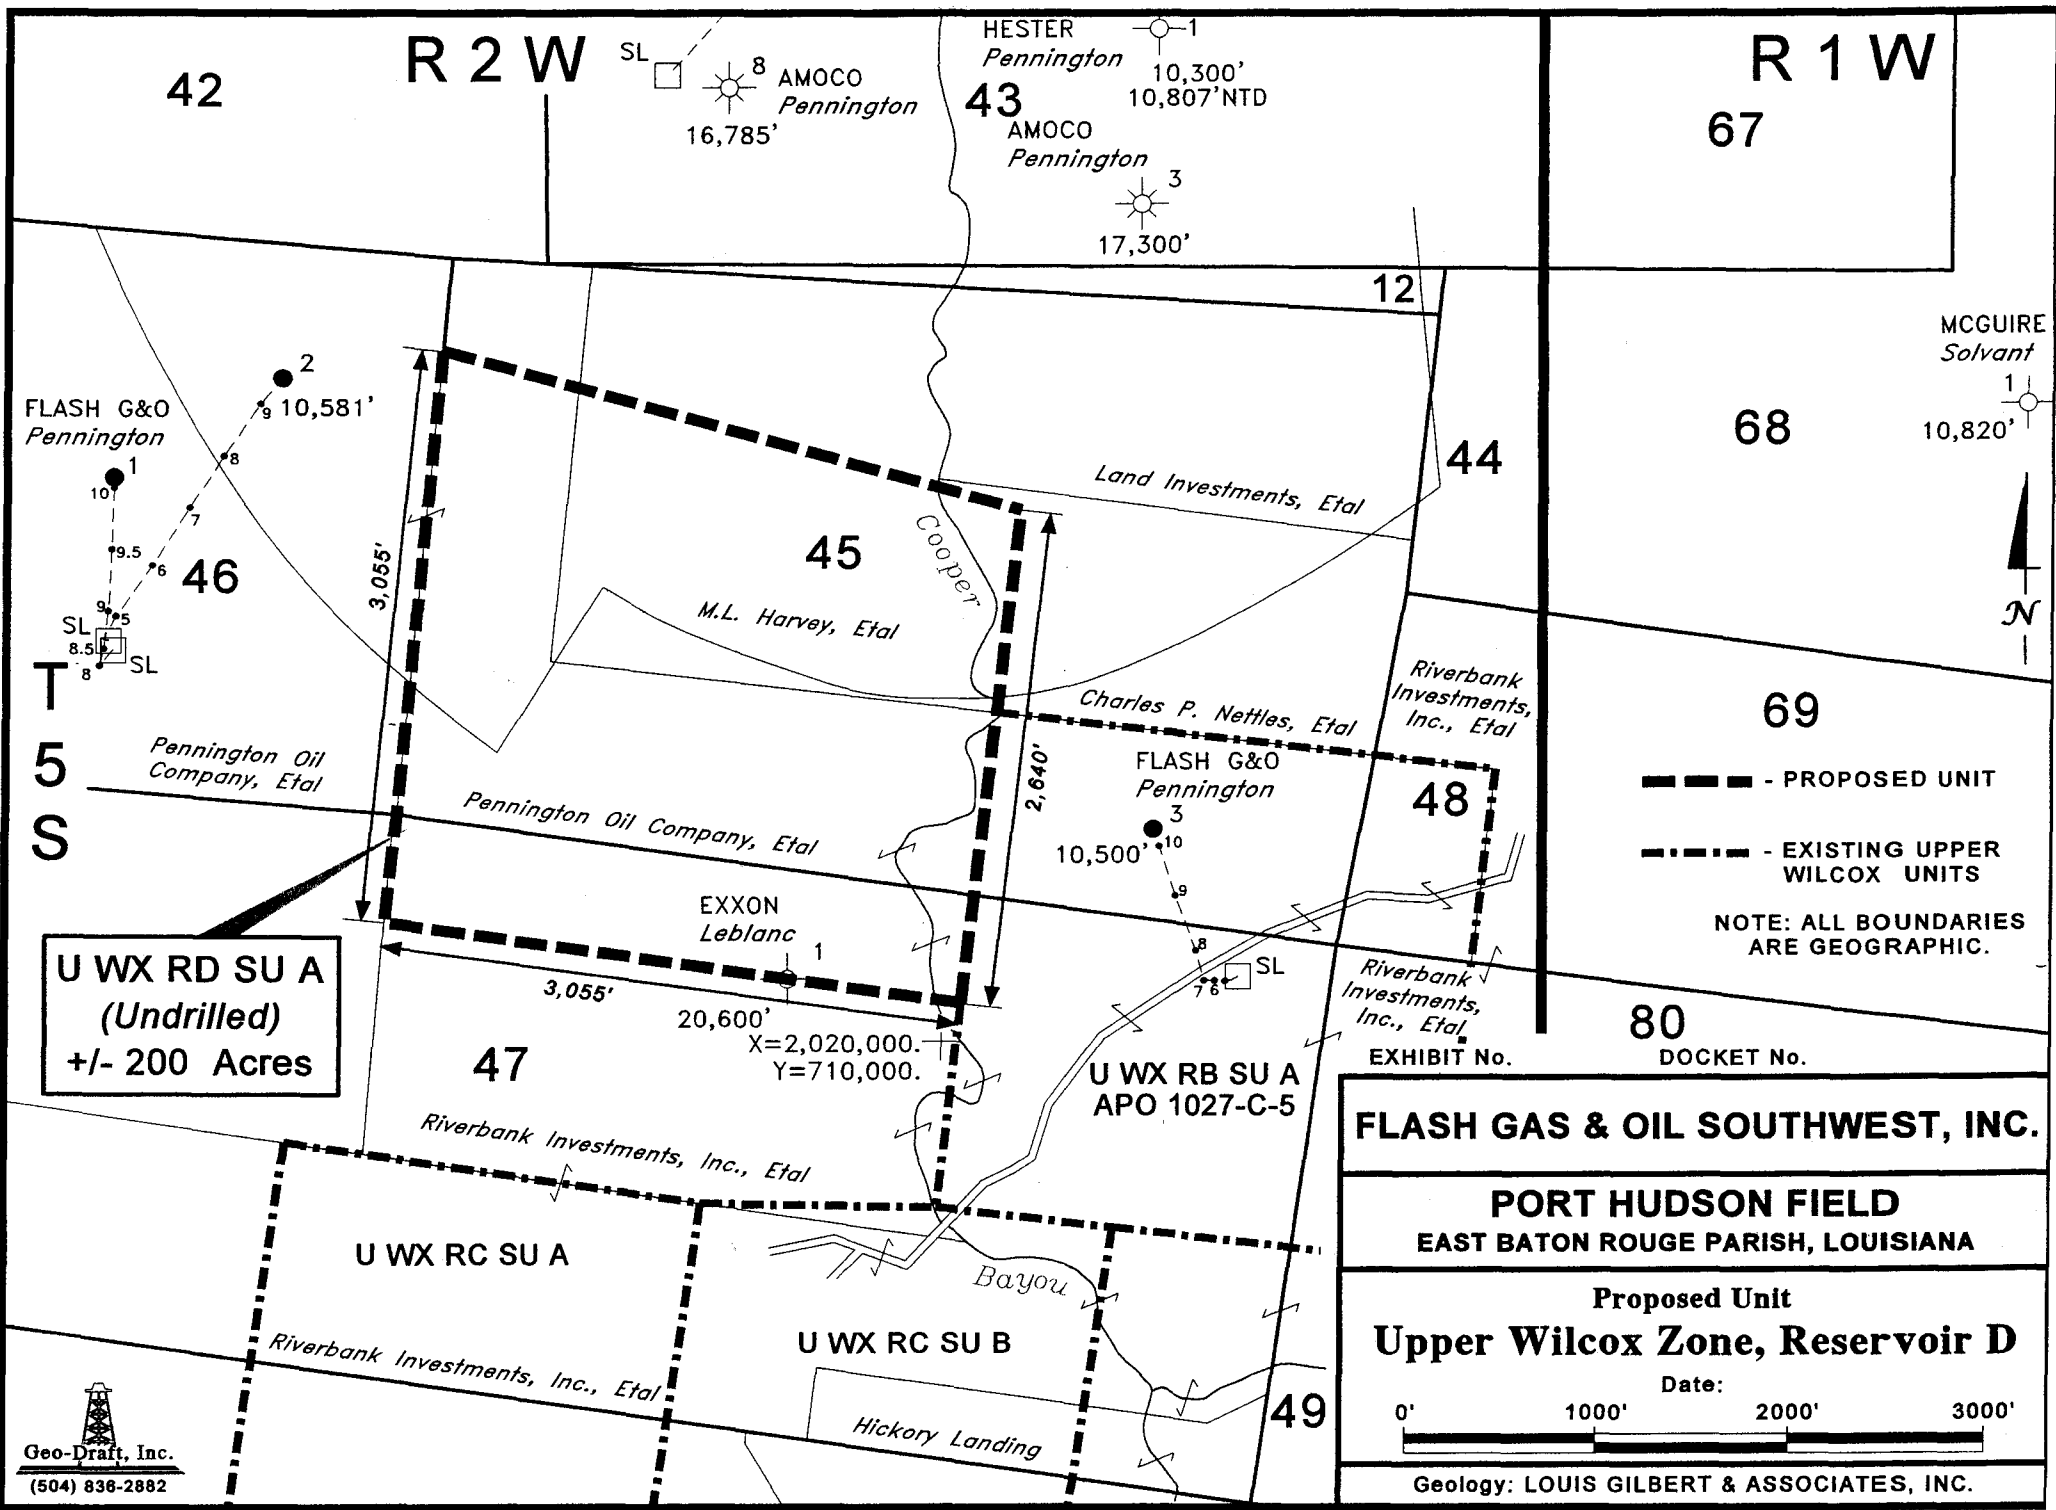 R 2 W
R 1 W
42
SL
8
AMOCO
Pennington
16,785'
HESTER
Pennington
1
10,300'
10,807'NTD
43
AMOCO
Pennington
3
17,300'
67
12
MCGUIRE
Solvant
1
10,820'
68
44
2
10,581'
9
8
7
6
5
FLASH G&O
Pennington
1
10
9.5
9
46
SL
8.5
8
SL
T
5
S
3,055'
45
Cooper
Land Investments, Etal
M.L. Harvey, Etal
2,640'
Charles P. Nettles, Etal
Riverbank
Investments,
Inc., Etal
N
69
Pennington Oil
Company, Etal
Pennington Oil Company, Etal
FLASH G&O
Pennington
3
10,500'
10
9
8
7
6
SL
48
- PROPOSED UNIT
- EXISTING UPPER
WILCOX UNITS
NOTE: ALL BOUNDARIES
ARE GEOGRAPHIC.
EXXON
Leblanc
1
20,600'
3,055'
X=2,020,000.
Y=710,000.
U WX RD SU A
(Undrilled)
+/- 200 Acres
47
Riverbank
Investments,
Inc., Etal
80
U WX RB SU A
APO 1027-C-5
Riverbank Investments, Inc., Etal
U WX RC SU A
U WX RC SU B
Bayou
Riverbank Investments, Inc., Etal
Hickory Landing
49
EXHIBIT No.
DOCKET No.
FLASH GAS & OIL SOUTHWEST, INC.
PORT HUDSON FIELD
EAST BATON ROUGE PARISH, LOUISIANA
Proposed Unit
Upper Wilcox Zone, Reservoir D
Date:
0' 1000' 2000' 3000'
Geology: LOUIS GILBERT & ASSOCIATES, INC.
Geo-Draft, Inc.
(504) 836-2882